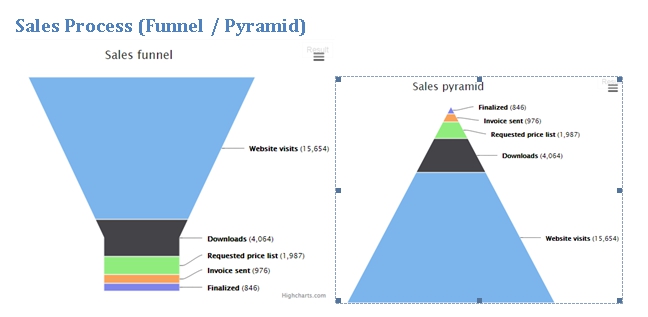 Sales Process (Funnel / Pyramid)
Result
Sales funnel
Website visits (15,654)
Downloads (4,064)
Requested price list (1,987)
Invoice sent (976)
Finalized (846)
Highcharts.com
Result
Sales pyramid
Finalized (846)
Invoice sent (976)
Requested price list (1,987)
Downloads (4,064)
Website visits (15,654)